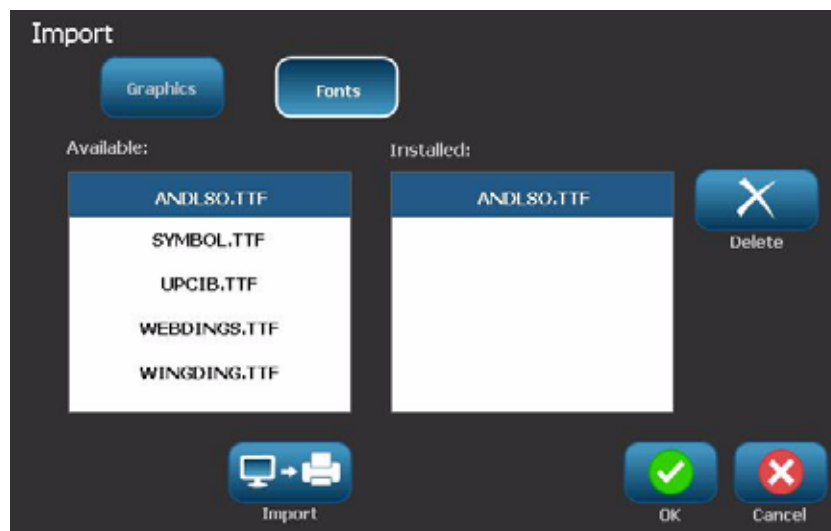 Import
Graphics Fonts
Available: Installed:
ANDLSO.TTF ANDLSO.TTF
SYMBOL.TTF
Delete
UPCIB.TTF
WEBDINGS.TTF
WINGDING.TTF
Import OK Cancel